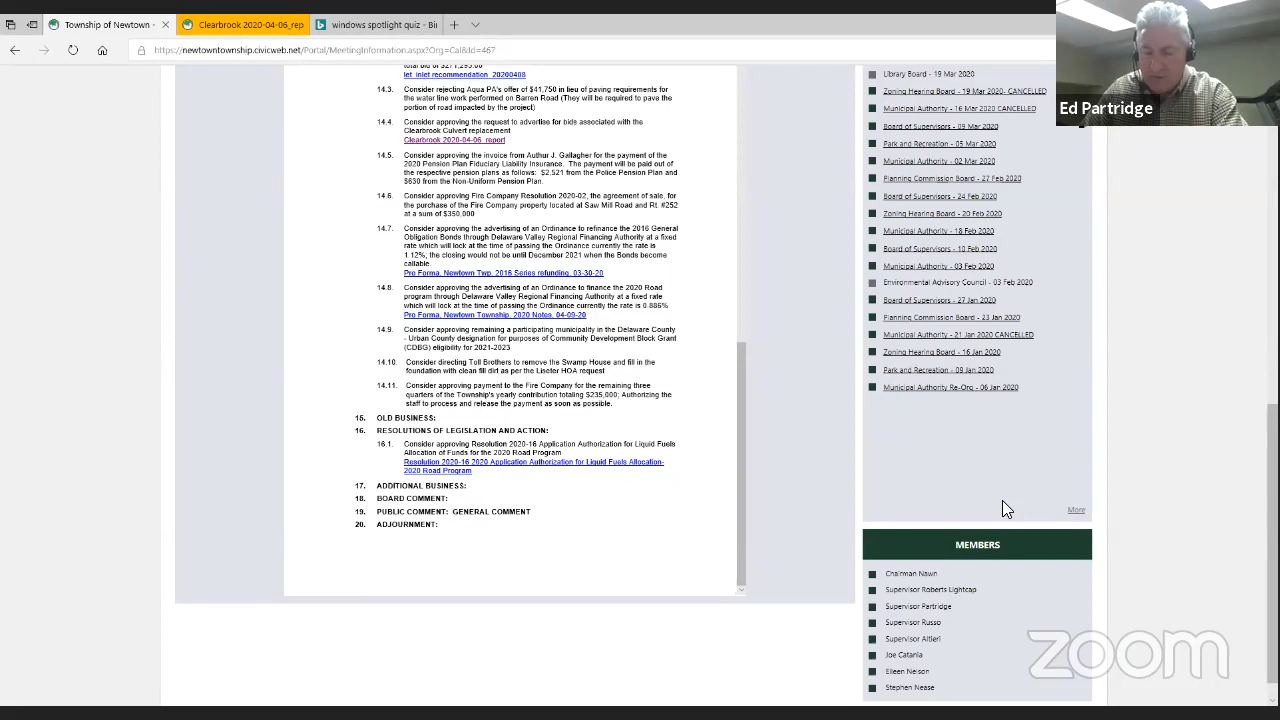 Township of Newtown -
Clearbrook 2020-04-06_rep
windows spotlight quiz - Bi
https://newtowntownship.civicweb.net/Portal/MeetingInformation.aspx?Org=Cal&Id=467
Ed Partridge
total bid of $271,295.00
let_inlet recommendation_20200408
14.3. Consider rejecting Aqua PA's offer of $41,750 in lieu of paving requirements for
the water line work performed on Barren Road (They will be required to pave the
portion of road impacted by the project)
14.4. Consider approving the request to advertise for bids associated with the
Clearbrook Culvert replacement
Clearbrook 2020-04-06_report
14.5. Consider approving the invoice from Authur J. Gallagher for the payment of the
2020 Pension Plan Fiduciary Liability Insurance. The payment will be paid out of
the respective pension plans as follows: $2,521 from the Police Pension Plan and
$630 from the Non-Uniform Pension Plan.
14.6. Consider approving Fire Company Resolution 2020-02, the agreement of sale, for
the purchase of the Fire Company property located at Saw Mill Road and Rt. #252
at a sum of $350,000
14.7. Consider approving the advertising of an Ordinance to refinance the 2016 General
Obligation Bonds through Delaware Valley Regional Financing Authority at a fixed
rate which will lock at the time of passing the Ordinance currently the rate is
1.12%; the closing would not be until December 2021 when the Bonds become
callable.
Pro Forma, Newtown Twp, 2016 Series refunding, 03-30-20
14.8. Consider approving the advertising of an Ordinance to finance the 2020 Road
program through Delaware Valley Regional Financing Authority at a fixed rate
which will lock at the time of passing the Ordinance currently the rate is 0.886%
Pro Forma, Newtown Township, 2020 Notes, 04-09-20
14.9. Consider approving remaining a participating municipality in the Delaware County
- Urban County designation for purposes of Community Development Block Grant
(CDBG) eligibility for 2021-2023
14.10. Consider directing Toll Brothers to remove the Swamp House and fill in the
foundation with clean fill dirt as per the Liseter HOA request
14.11. Consider approving payment to the Fire Company for the remaining three
quarters of the Township's yearly contribution totaling $235,000; Authorizing the
staff to process and release the payment as soon as possible.
15. OLD BUSINESS:
16. RESOLUTIONS OF LEGISLATION AND ACTION:
16.1. Consider approving Resolution 2020-16 Application Authorization for Liquid Fuels
Allocation of Funds for the 2020 Road Program
Resolution 2020-16 2020 Application Authorization for Liquid Fuels Allocation-
2020 Road Program
17. ADDITIONAL BUSINESS:
18. BOARD COMMENT:
19. PUBLIC COMMENT: GENERAL COMMENT
20. ADJOURNMENT:
Library Board - 19 Mar 2020
Zoning Hearing Board - 19 Mar 2020- CANCELLED
Municipal Authority - 16 Mar 2020 CANCELLED
Board of Supervisors - 09 Mar 2020
Park and Recreation - 05 Mar 2020
Municipal Authority - 02 Mar 2020
Planning Commission Board - 27 Feb 2020
Board of Supervisors - 24 Feb 2020
Zoning Hearing Board - 20 Feb 2020
Municipal Authority - 18 Feb 2020
Board of Supervisors - 10 Feb 2020
Municipal Authority - 03 Feb 2020
Environmental Advisory Council - 03 Feb 2020
Board of Supervisors - 27 Jan 2020
Planning Commission Board - 23 Jan 2020
Municipal Authority - 21 Jan 2020 CANCELLED
Zoning Hearing Board - 16 Jan 2020
Park and Recreation - 09 Jan 2020
Municipal Authority Re-Org - 06 Jan 2020
More
MEMBERS
Chairman Nawn
Supervisor Roberts Lightcap
Supervisor Partridge
Supervisor Russo
Supervisor Altieri
Joe Catania
Eileen Nelson
Stephen Nease
zoom